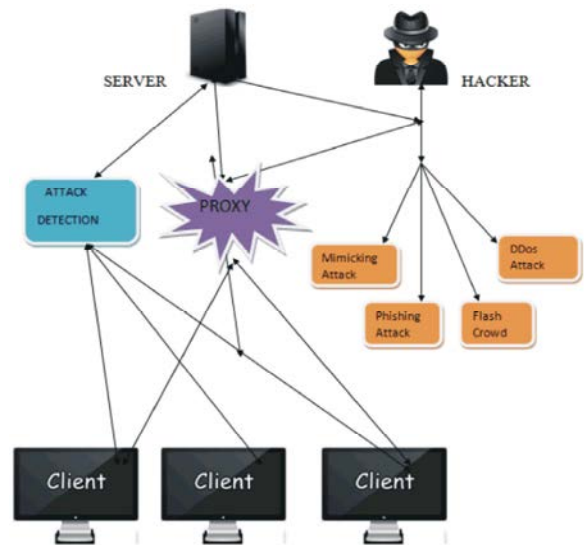 SERVER
HACKER
ATTACK
DETECTION
PROXY
Mimicking
Attack
DDos
Attack
Phishing
Attack
Flash
Crowd
Client
Client
Client